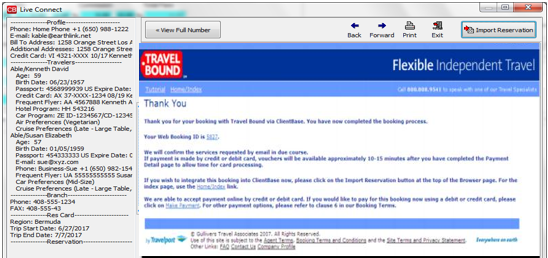 Live Connect
----------------Profile----------------
Phone: Home Phone +1 (650) 988-1222
E-mail: kable@earthlink.net
Bill To Address: 1258 Orange Street Los A
Additional Addresses: 1258 Orange Stree
Credit Card: VI 4321-XXXX 10/17 Kenneth
----------------Travelers----------------
Able/Kenneth David
Age: 59
Birth Date: 06/23/1957
Passport: 4568999939 US Expire Date:
Credit Card: AX 37-XXXX-1234 08/19 Ke
Frequent Flyer: AA 4567888 Kenneth A
Hotel Program: HH 543216
Car Program: ZE ID-1234567/CD-12345
Air Preferences (Vegetarian)
Cruise Preferences (Late - Large Table,
Able/Susan Elizabeth
Age: 57
Birth Date: 01/05/1959
Passport: 454333333 US Expire Date: C
E-mail: sue@xyz.com
Phone: Business-Sue +1 (650) 982-154
Frequent Flyer: UA 5555555555 Susar
Car Preferences (Mid-Size)
Cruise Preferences (Late - Large Table,
----------------Branch----------------
Phone: 408-555-1234
FAX: 408-555-43
----------------Res Card----------------
Region: Bermuda
Trip Start Date: 6/27/2017
Trip End Date: 7/7/2017
----------------Reservation----------------
« View Full Number
Back Forward Print Exit
Import Reservation
TRAVEL BOUND
Flexible Independent Travel
Tutorial Home/Index
Call 800.808.9541 to speak with one of our Travel Specialists
Thank You
Thank you for your booking with Travel Bound via ClientBase. You have now completed the booking process.
Your Web Booking ID is
We will confirm the services requested by email in due course.
If payment is made by credit or debit card, vouchers will be available approximately 10-15 minutes after you have completed the Payment
Detail page to allow time for card processing.
If you wish to integrate this booking into ClientBase now, please click on the Import Reservation button at the top of the Browser page. For the
index page, use the Home/Index link.
We are able to accept payment online by credit or debit card. If you would like to pay for this booking now using a debit or credit card, please
click on Make Payment. For other payment options, please refer to clause 6 in our Booking Terms.
by Travelport
© Gullivers Travel Associates 2007. All Rights Reserved.
Use of this site is subject to the Agent Terms, Booking Terms and Conditions and the Site Terms and Privacy Statement.
Other Links: FAQ Contact Us Company Profile
Everywhere on earth